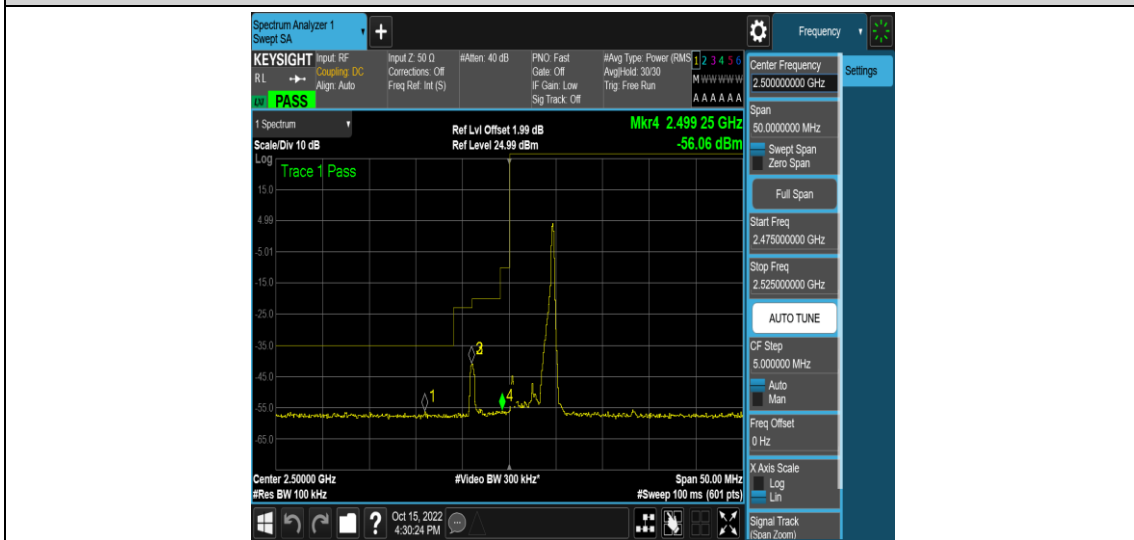 Spectrum Analyzer 1
Swept SA
+
Frequency
KEYSIGHT
RL
LXI
PASS
Input: RF
Coupling: DC
Align: Auto
Input Z: 50 Ω
Corrections: Off
Freq Ref: Int (S)
#Atten: 40 dB
PNO: Fast
Gate: Off
IF Gain: Low
Sig Track: Off
#Avg Type: Power (RMS
Avg|Hold: 30/30
Trig: Free Run
1 2 3 4 5 6
M W W W W W
A A A A A A
1 Spectrum
Scale/Div 10 dB
Ref Lvl Offset 1.99 dB
Ref Level 24.99 dBm
Mkr4 2.499 25 GHz
-56.06 dBm
Log
Trace 1 Pass
15.0
4.99
-5.01
-15.0
-25.0
-35.0
-45.0
-55.0
-65.0
1
4
Center 2.50000 GHz
#Res BW 100 kHz
#Video BW 300 kHz*
Span 50.00 MHz
#Sweep 100 ms (601 pts)
?
Oct 15, 2022
4:30:24 PM
Center Frequency
2.500000000 GHz
Settings
Span
50.0000000 MHz
Swept Span
Zero Span
Full Span
Start Freq
2.475000000 GHz
Stop Freq
2.525000000 GHz
AUTO TUNE
CF Step
5.000000 MHz
Auto
Man
Freq Offset
0 Hz
X Axis Scale
Log
Lin
Signal Track
(Span Zoom)